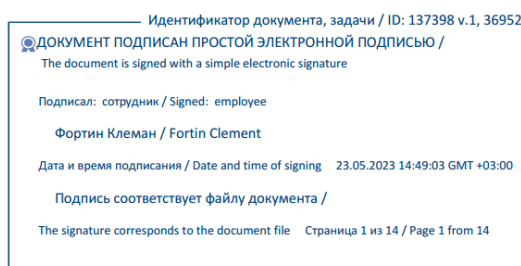 Идентификатор документа, задачи / ID: 137398 v.1, 36952
ДОКУМЕНТ ПОДПИСАН ПРОСТОЙ ЭЛЕКТРОННОЙ ПОДПИСЬЮ /
The document is signed with a simple electronic signature
Подписал: сотрудник / Signed: employee
Фортин Клеман / Fortin Clement
Дата и время подписания / Date and time of signing 23.05.2023 14:49:03 GMT +03:00
Подпись соответствует файлу документа /
The signature corresponds to the document file Страница 1 из 14 / Page 1 from 14